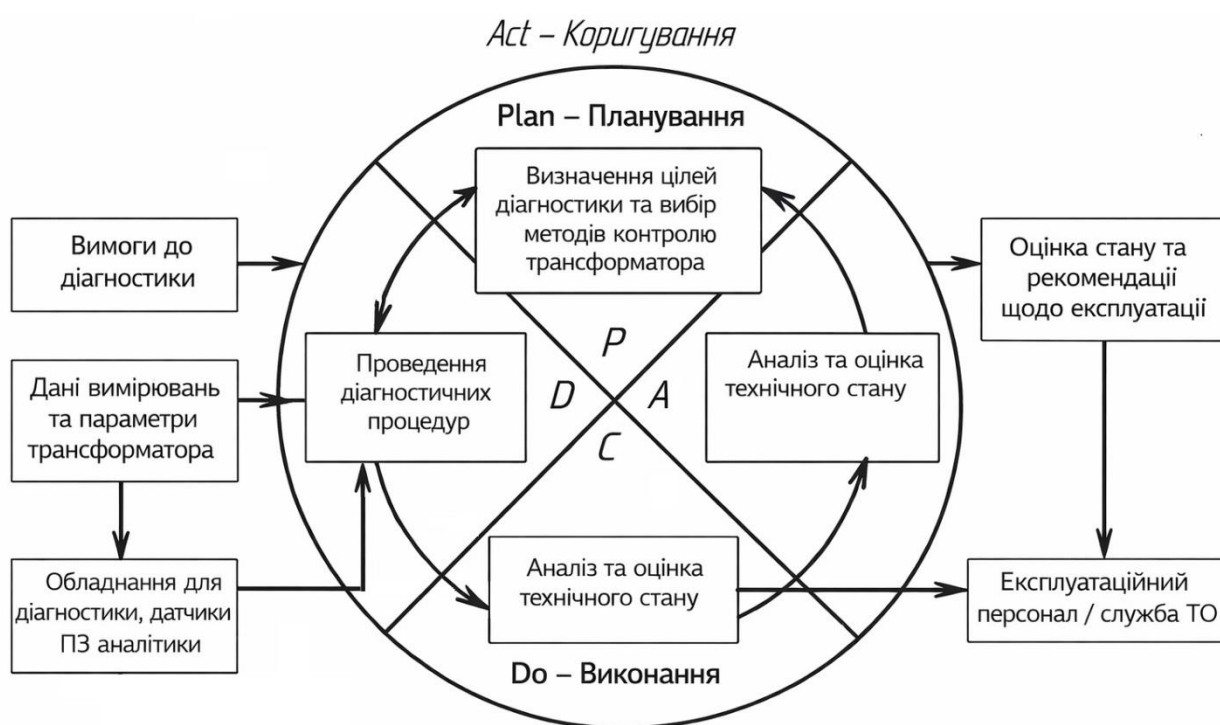 Act – Коригування
Plan – Планування
Визначення цілей
діагностики та вибір
методів контролю
трансформатора
Вимоги до
діагностики
Оцінка стану та
рекомендації
щодо експлуатації
Проведення
діагностичних
процедур
P
D
A
C
Аналіз та оцінка
технічного стану
Дані вимірювань
та параметри
трансформатора
Обладнання для
діагностики, датчики
ПЗ аналітики
Аналіз та оцінка
технічного стану
Експлуатаційний
персонал / служба ТО
Do – Виконання